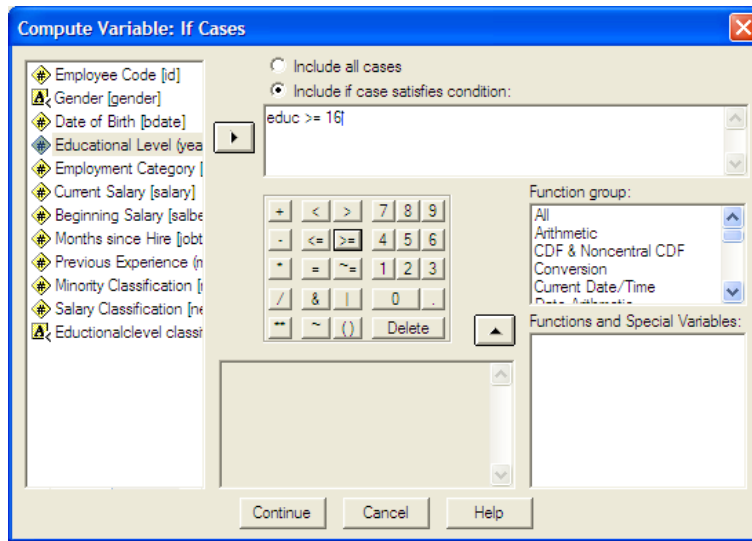 Compute Variable: If Cases
Employee Code [id]
Gender [gender]
Date of Birth [bdate]
Educational Level (yea
Employment Category [
Current Salary [salary]
Beginning Salary [salbe
Months since Hire [jobt
Previous Experience (m
Minority Classification [
Salary Classification [ne
Eductionalclevel classif
Include all cases
Include if case satisfies condition:
educ >= 16
+ < > 7 8 9
- <= >= 4 5 6
* = ~= 1 2 3
/ & | 0 .
** ~ () Delete
Function group:
All
Arithmetic
CDF & Noncentral CDF
Conversion
Current Date/Time
Date Arithmetic
Functions and Special Variables:
Continue Cancel Help